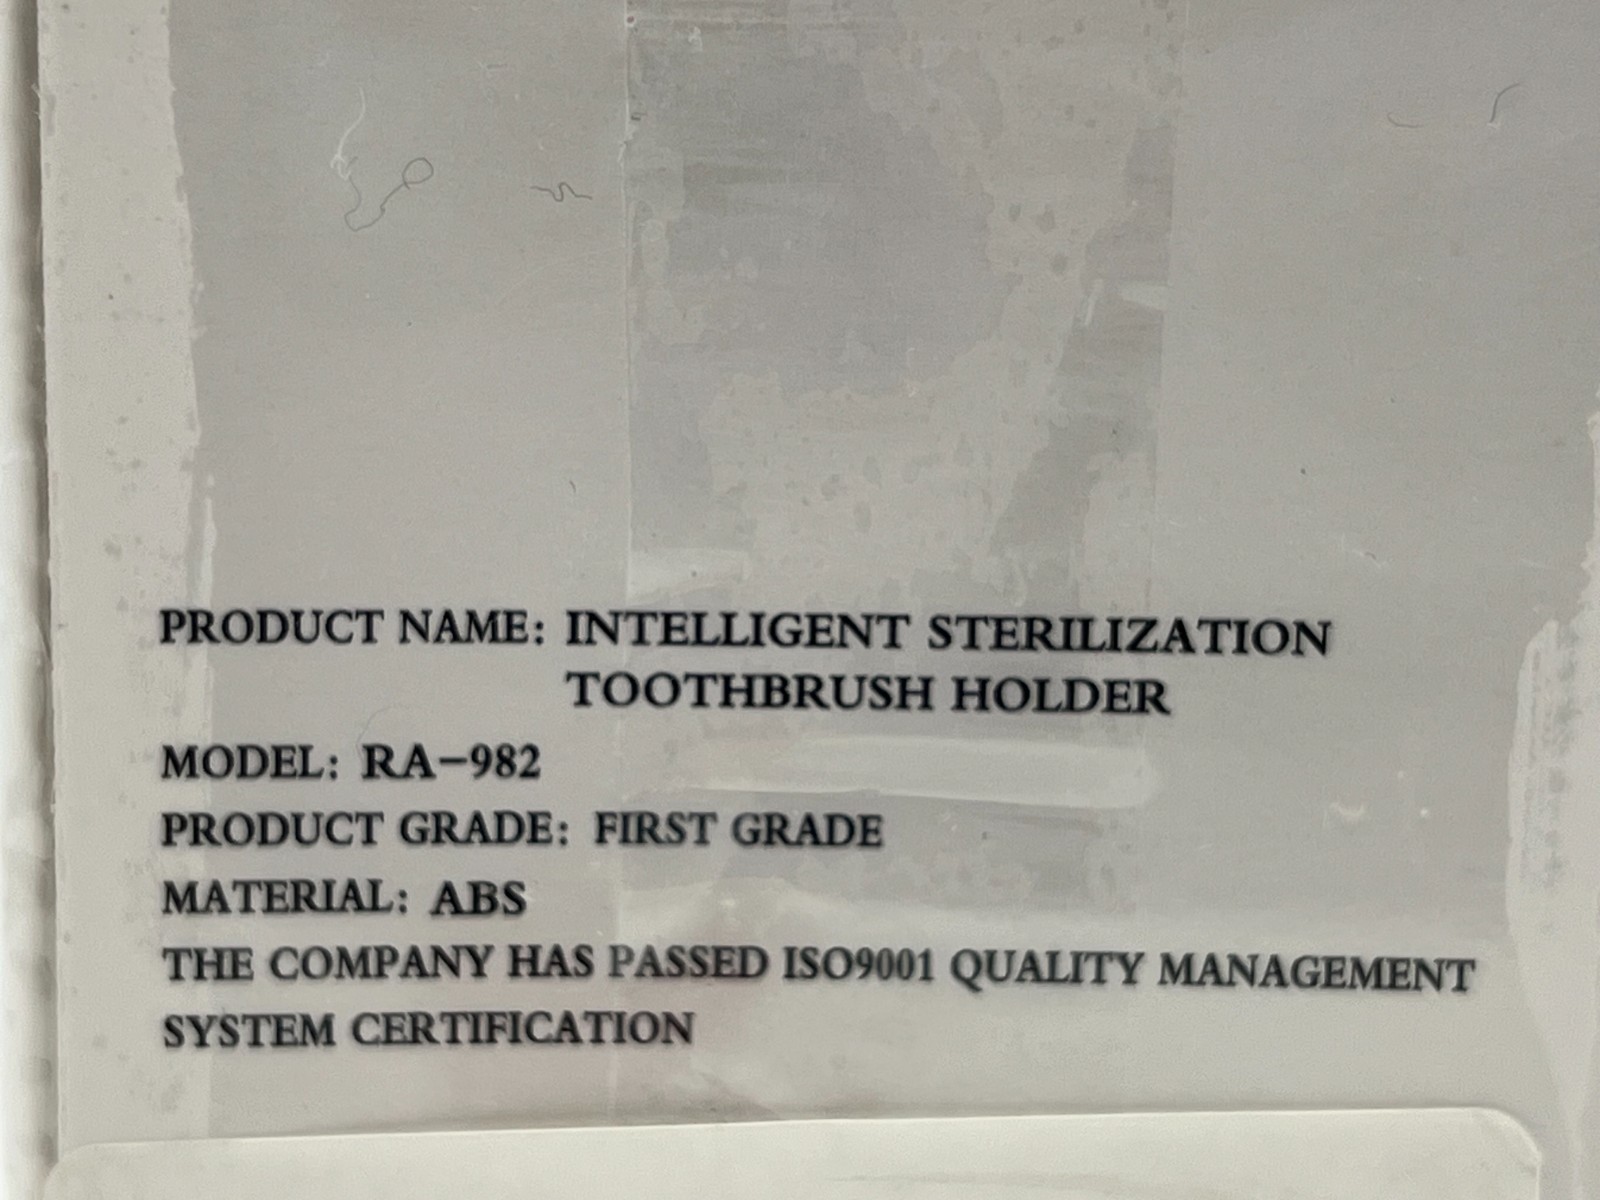 PRODUCT NAME: INTELLIGENT STERILIZATION
TOOTHBRUSH HOLDER
MODEL: RA-982
PRODUCT GRADE: FIRST GRADE
MATERIAL: ABS
THE COMPANY HAS PASSED ISO9001 QUALITY MANAGEMENT
SYSTEM CERTIFICATION